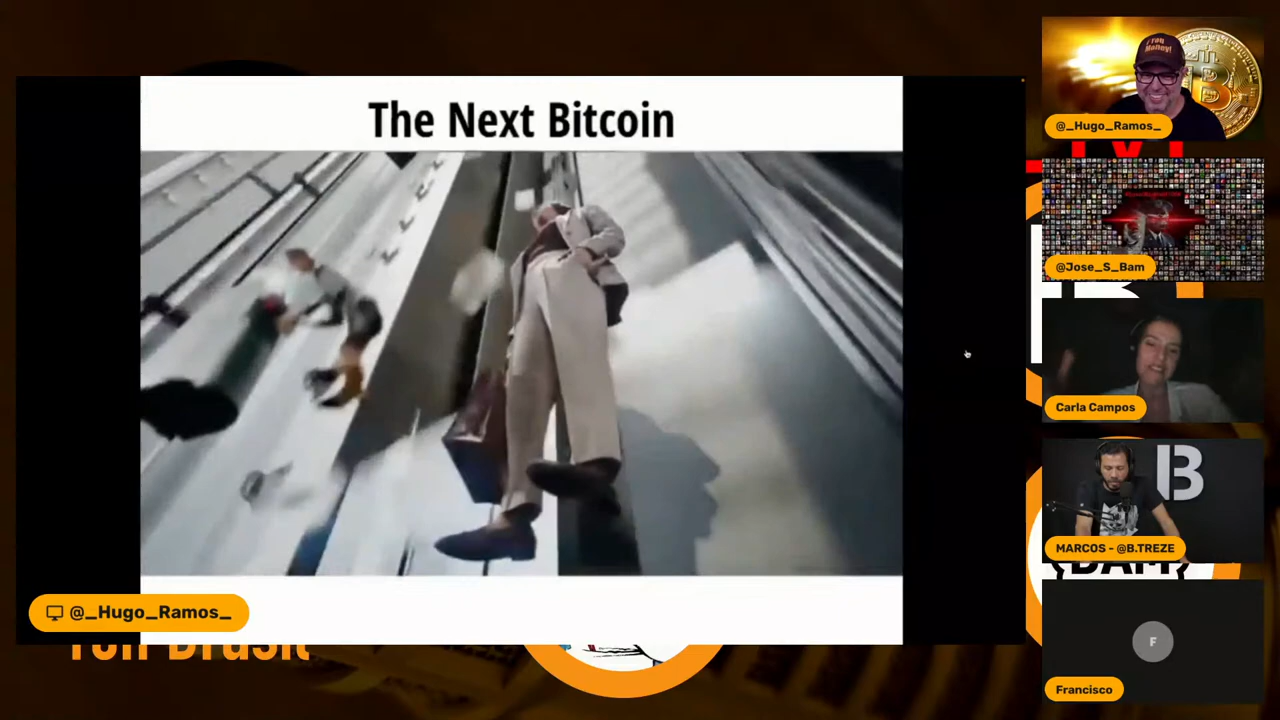 The Next Bitcoin
@_Hugo_Ramos_
@_Hugo_Ramos_
@Jose_S_Bam
Carla Campos
B
MARCOS - @B.TREZE
F
Francisco